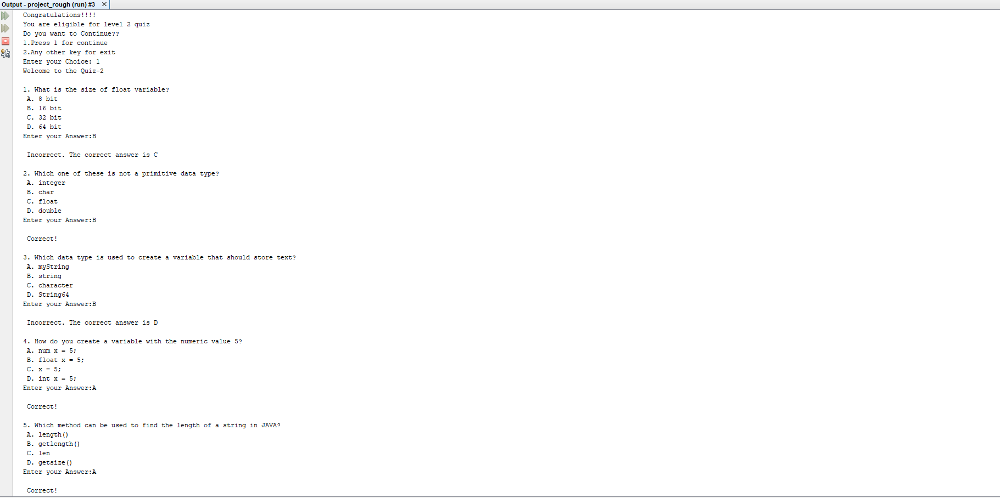 Output - project_rough (run) #3
Congratulations!!!!
You are eligible for level 2 quiz
Do you want to Continue??
1.Press 1 for continue
2.Any other key for exit
Enter your Choice: 1
Welcome to the Quiz-2
1. What is the size of float variable?
A. 8 bit
B. 16 bit
C. 32 bit
D. 64 bit
Enter your Answer:B
Incorrect. The correct answer is C
2. Which one of these is not a primitive data type?
A. integer
B. char
C. float
D. double
Enter your Answer:B
Correct!
3. Which data type is used to create a variable that should store text?
A. myString
B. string
C. character
D. String64
Enter your Answer:B
Incorrect. The correct answer is D
4. How do you create a variable with the numeric value 5?
A. num x = 5;
B. float x = 5;
C. x = 5;
D. int x = 5;
Enter your Answer:A
Correct!
5. Which method can be used to find the length of a string in JAVA?
A. length()
B. getlength()
C. len
D. getsize()
Enter your Answer:A
Correct!